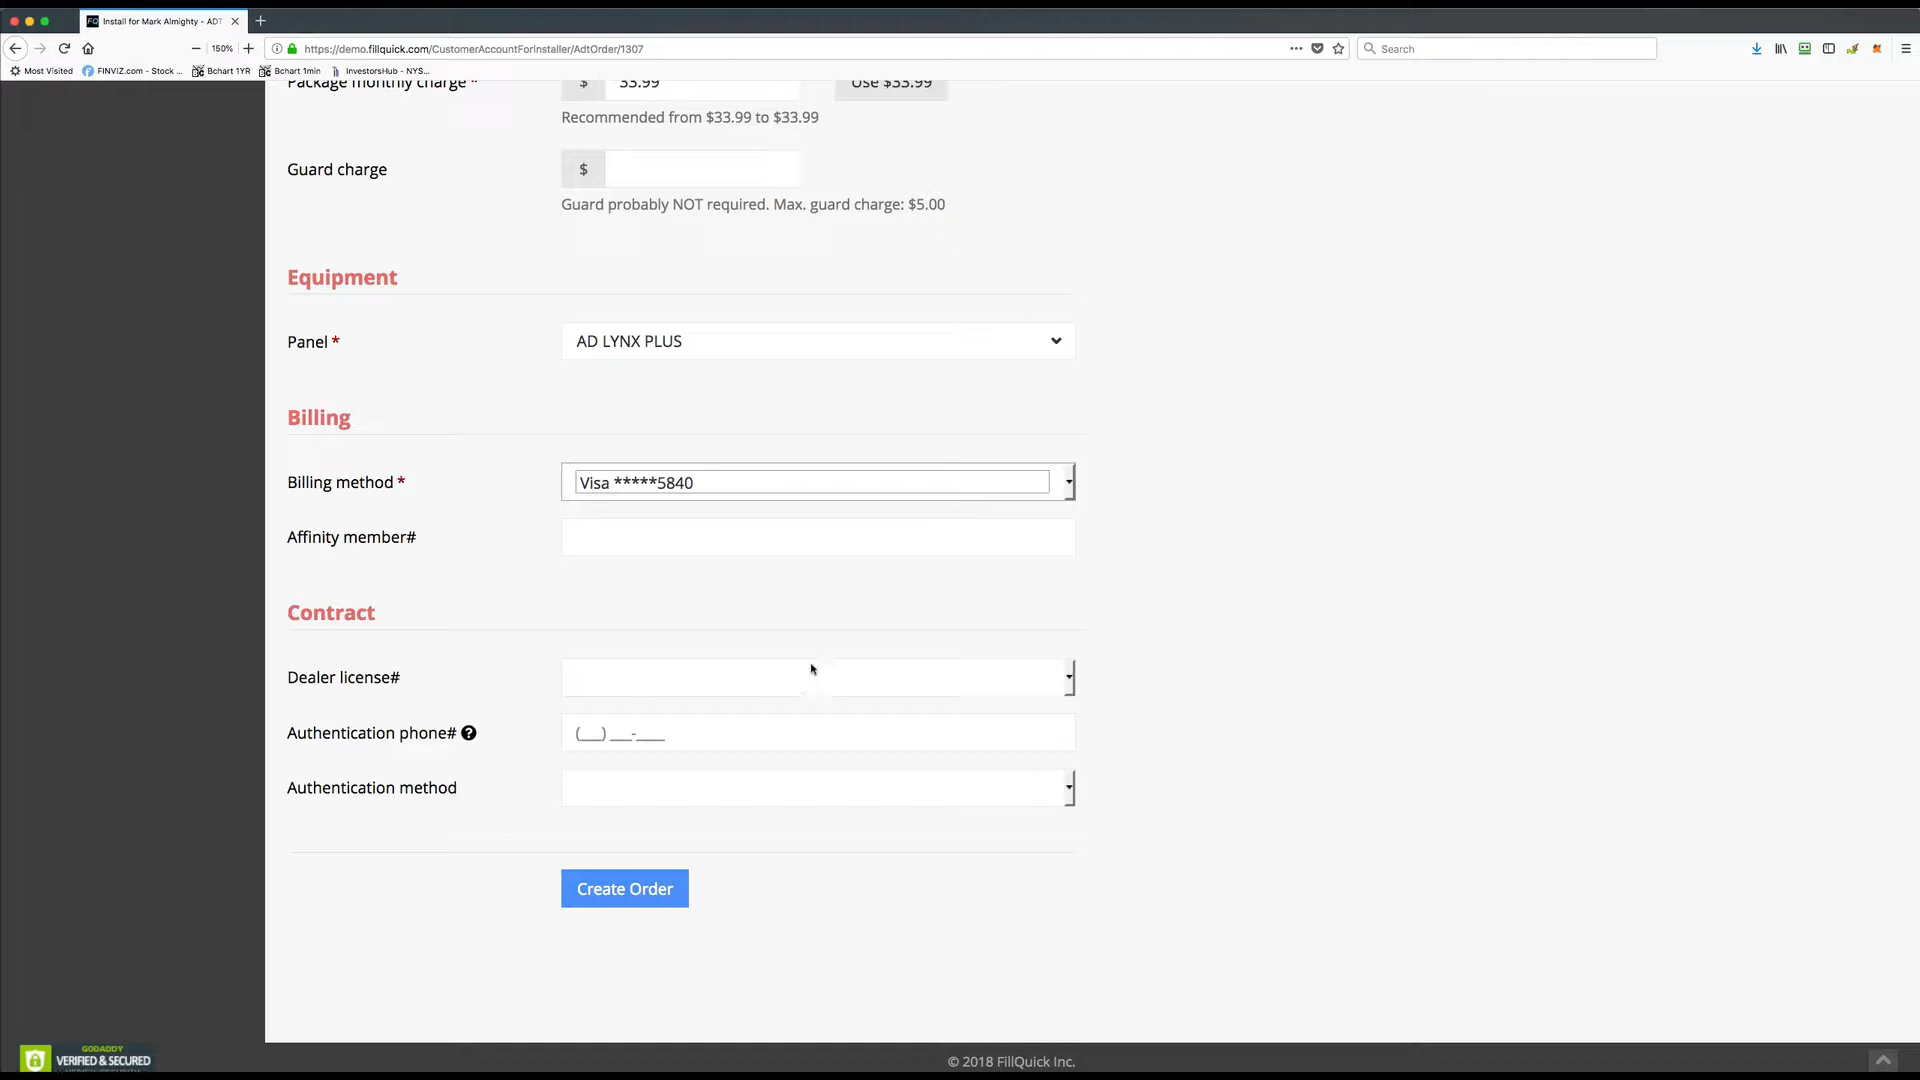 Install for Mark Almighty - ADT
150%
https://demo.fillquick.com/CustomerAccountForInstaller/AdtOrder/1307
Search
Most Visited
FINVIZ.com - Stock ...
Bchart 1YR
Bchart 1min
InvestorsHub - NYS...
Package monthly charge *
$ 33.99
Use $33.99
Recommended from $33.99 to $33.99
Guard charge
$
Guard probably NOT required. Max. guard charge: $5.00
Equipment
Panel *
AD LYNX PLUS
Billing
Billing method *
Visa *****5840
Affinity member#
Contract
Dealer license#
Authentication phone# ?
(___) ___-____
Authentication method
Create Order
GODADDY
VERIFIED & SECURED
© 2018 FillQuick Inc.